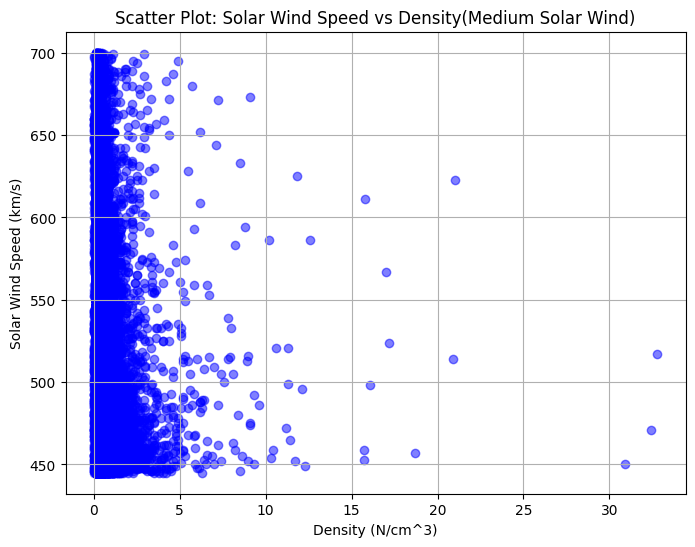 Scatter Plot: Solar Wind Speed vs Density(Medium Solar Wind)
Solar Wind Speed (km/s)
700
650
600
550
500
450
0 5 10 15 20 25 30
Density (N/cm^3)